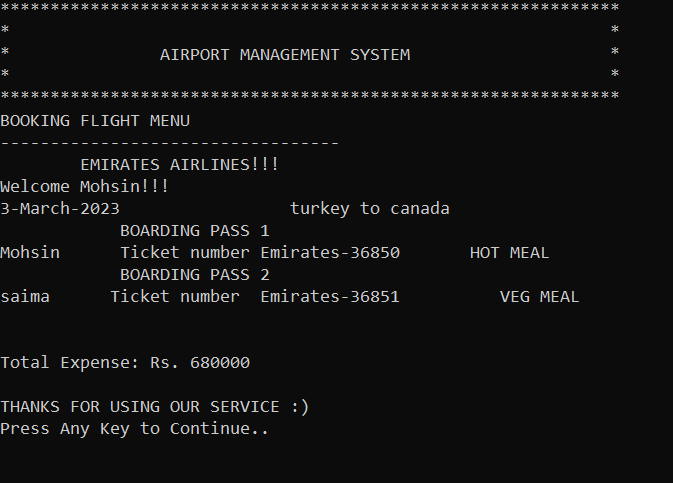 **************************************************************
*                                                            *
*               AIRPORT MANAGEMENT SYSTEM                    *
*                                                            *
**************************************************************
BOOKING FLIGHT MENU
----------------------------------
        EMIRATES AIRLINES!!!
Welcome Mohsin!!!
3-March-2023                 turkey to canada
            BOARDING PASS 1
Mohsin      Ticket number Emirates-36850       HOT MEAL
            BOARDING PASS 2
saima      Ticket number  Emirates-36851          VEG MEAL
Total Expense: Rs. 680000
THANKS FOR USING OUR SERVICE :)
Press Any Key to Continue..